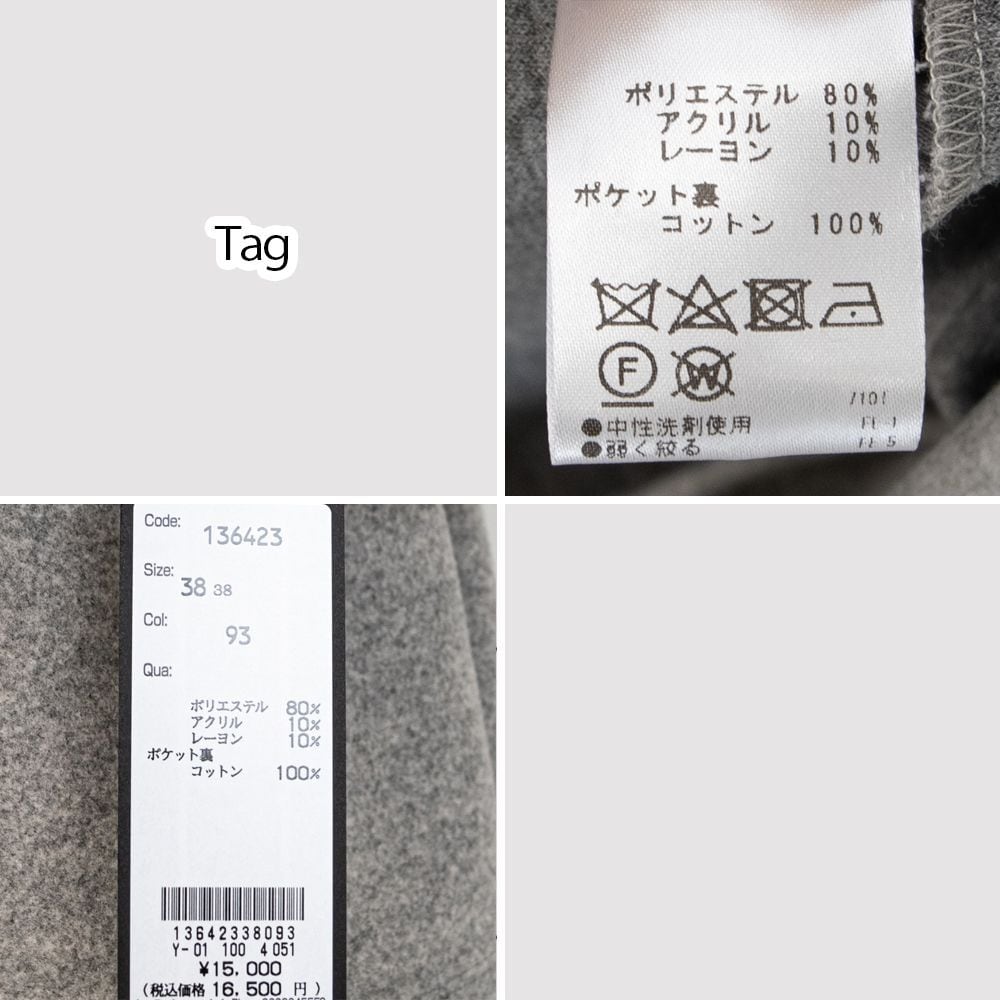 Tag
ポリエステル 80%
アクリル 10%
レーヨン 10%
ポケット裏
コットン 100%
F
W
●中性洗剤使用
●弱く絞る
Code: 136423
Size: 38 38
Col: 93
Qua:
ポリエステル 80%
アクリル 10%
レーヨン 10%
ポケット裏
コットン 100%
13642338093
Y-01 100 4051
¥15,000
(税込価格 16,500 円)